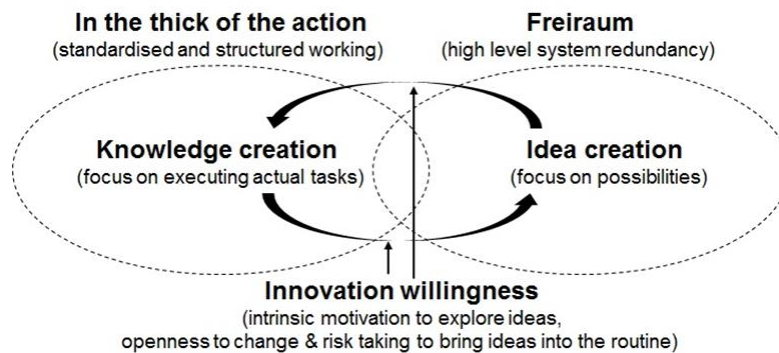 In the thick of the action
(standardised and structured working)
Freiraum
(high level system redundancy)
Knowledge creation
(focus on executing actual tasks)
Idea creation
(focus on possibilities)
Innovation willingness
(intrinsic motivation to explore ideas,
openness to change & risk taking to bring ideas into the routine)